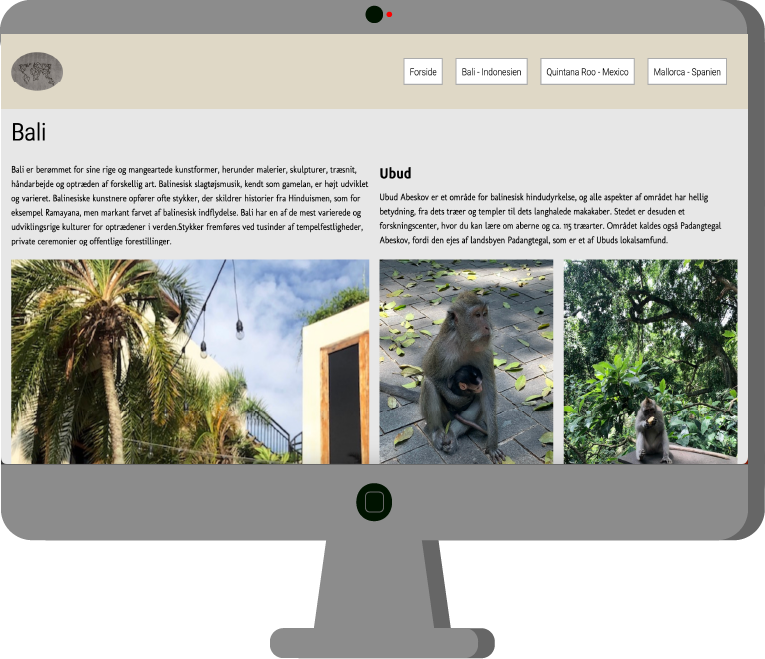 Forside
Bali - Indonesien
Quintana Roo - Mexico
Mallorca - Spanien
Bali
Bali er berømmet for sine rige og mangeartede kunstformer, herunder malerier, skulpturer, træsnit,
håndarbejde og optræden af forskellig art. Balinesisk slagtøjsmusik, kendt som gamelan, er højt udviklet
og varieret. Balinesiske kunstnere opfører ofte stykker, der skildrer historier fra Hinduismen, som for
eksempel Ramayana, men markant farvet af balinesisk indflydelse. Bali har en af de mest varierede og
udviklingsrige kulturer for optrædener i verden.Stykker fremføres ved tusinder af tempelfestligheder,
private ceremonier og offentlige forestillinger.
Ubud
Ubud Abeskov er et område for balinesisk hindudyrkelse, og alle aspekter af området har hellig
betydning, fra dets træer og templer til dets langhalede makakaber. Stedet er desuden et
forskningscenter, hvor du kan lære om aberne og ca. 115 træarter. Området kaldes også Padangtegal
Abeskov, fordi den ejes af landsbyen Padangtegal, som er et af Ubuds lokalsamfund.